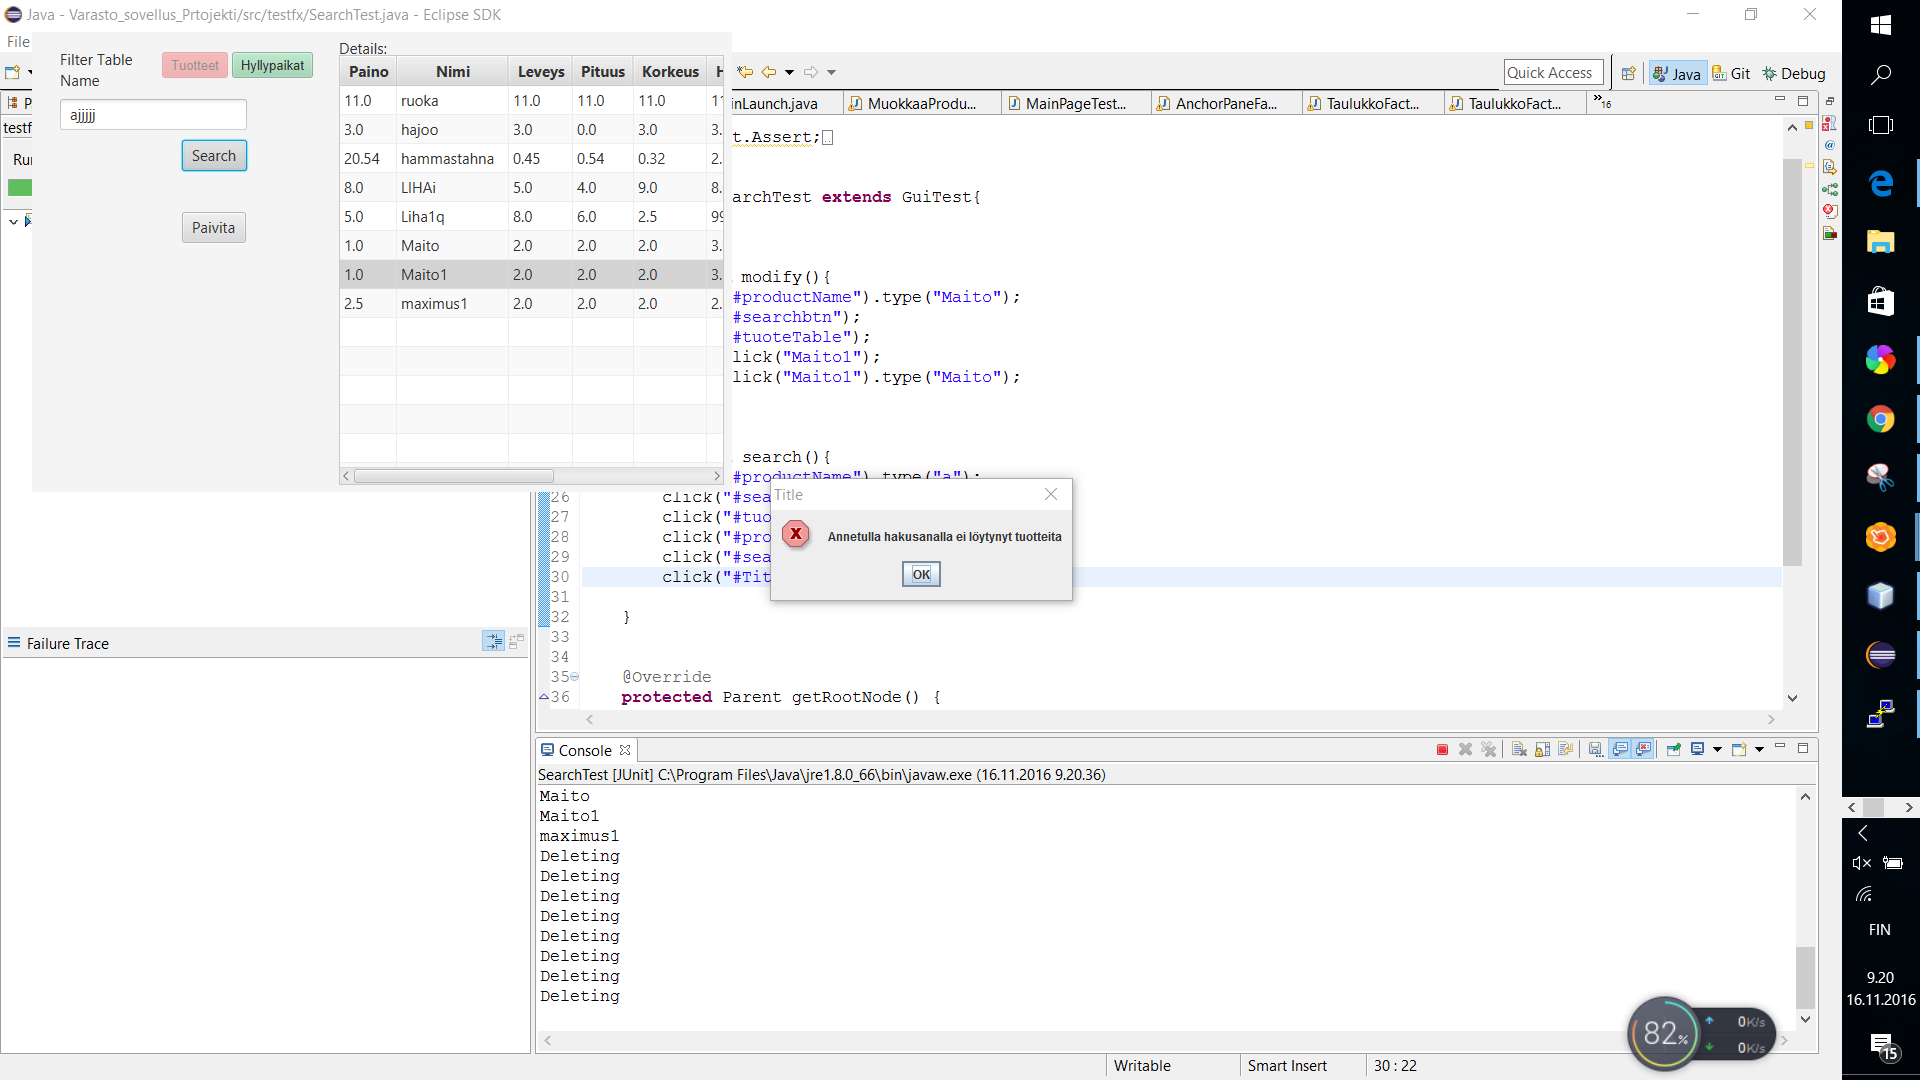 Java - Varasto_sovellus_Prtojekti/src/testfx/SearchTest.java - Eclipse SDK
File
Filter Table
Name
Tuotteet
Hyllypaikat
ajjjjj
Search
Paivita
Details:
Paino Nimi Leveys Pituus Korkeus
11.0 ruoka 11.0 11.0 11.0 11
3.0 hajoo 3.0 0.0 3.0 3.
20.54 hammastahna 0.45 0.54 0.32 2.
8.0 LIHAi 5.0 4.0 9.0 8.
5.0 Liha1q 8.0 6.0 2.5 99
1.0 Maito 2.0 2.0 2.0 3.
1.0 Maito1 2.0 2.0 2.0 3.
2.5 maximus1 2.0 2.0 2.0 2.
Quick Access
Java
Git
Debug
inLaunch.java
MuokkaaProdu...
MainPageTest...
AnchorPaneFa...
TaulukkoFact...
TaulukkoFact...
»16
testf
Ru
t.Assert;
archTest extends GuiTest{
modify(){
#productName").type("Maito");
#searchbtn");
#tuoteTable");
lick("Maito1");
lick("Maito1").type("Maito");
search(){
#productName").type("a");
26 click("#sea
27 click("#tuo
28 click("#pro
29 click("#sea
30 click("#Tit
31
32 }
33
34
35 @Override
36 protected Parent getRootNode() {
Title
Annetulla hakusanalla ei löytynyt tuotteita
OK
Failure Trace
Console
SearchTest [JUnit] C:\Program Files\Java\jre1.8.0_66\bin\javaw.exe (16.11.2016 9.20.36)
Maito
Maito1
maximus1
Deleting
Deleting
Deleting
Deleting
Deleting
Deleting
Deleting
Deleting
Writable
Smart Insert
30 : 22
82%
0K/s
0K/s
FIN
9.20
16.11.2016
15